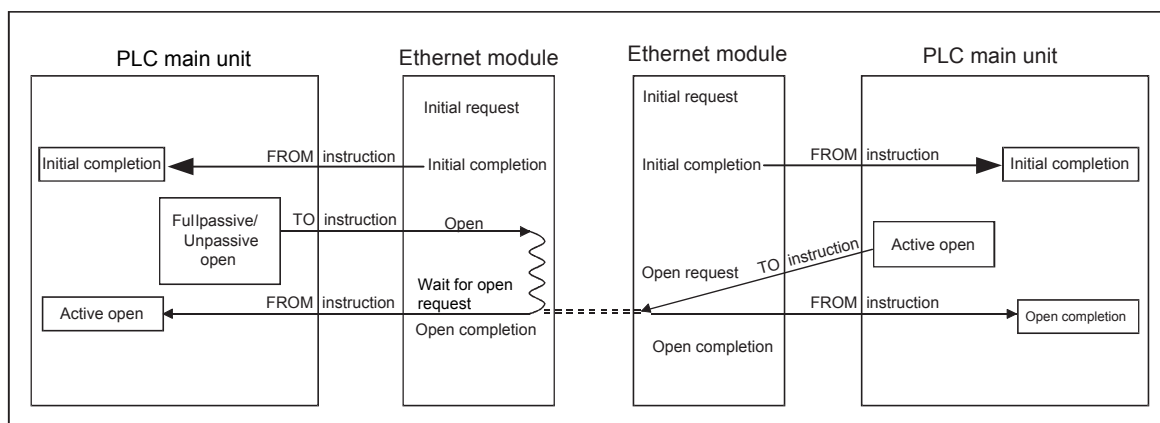 PLC main unit
Ethernet module
Ethernet module
PLC main unit
Initial request
Initial request
Initial completion
FROM instruction
Initial completion
Initial completion
FROM instruction
Initial completion
Fullpassive/
Unpassive
open
TO instruction
Open
Active open
TO instruction
Open request
Wait for open
request
Active open
FROM instruction
Open completion
FROM instruction
Open completion
Open completion